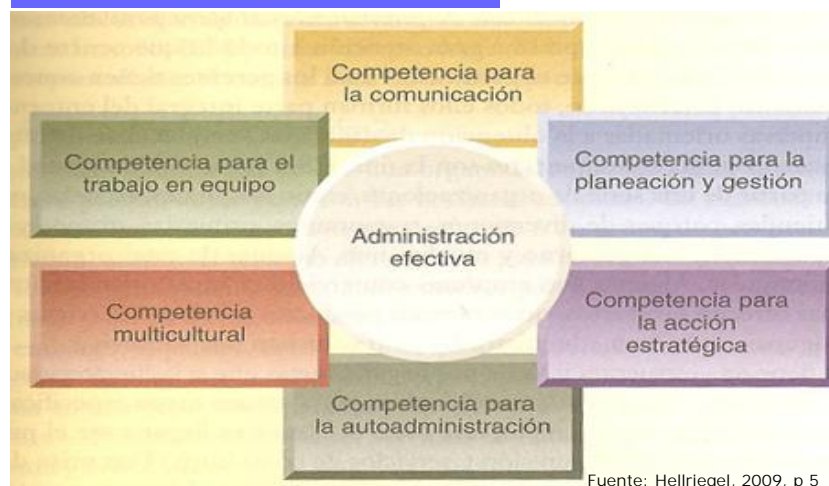 Competencia para
la comunicación
Competencia para el
trabajo en equipo
Competencia para la
planeación y gestión
Administración
efectiva
Competencia
multicultural
Competencia para
la acción
estratégica
Competencia para
la autoadministración
Fuente: Hellriegel, 2009, p 5